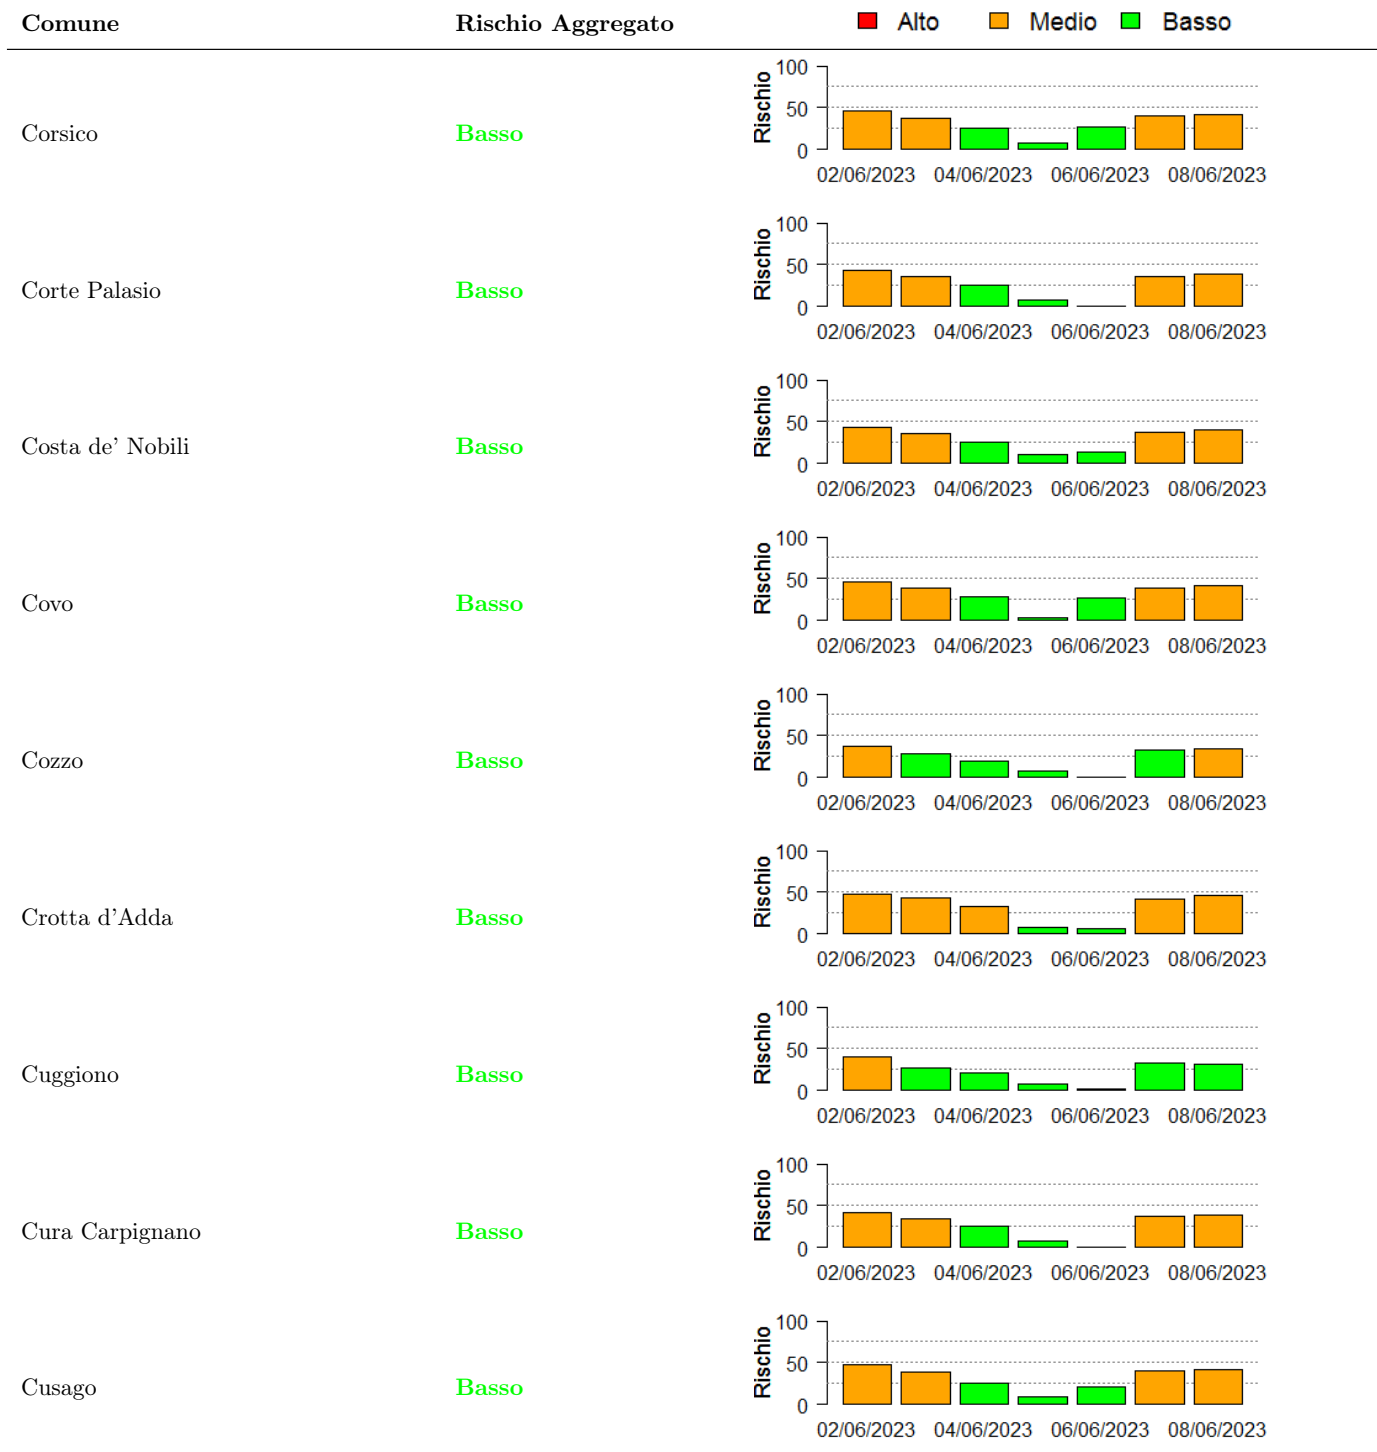 Comune Rischio Aggregato Alto Medio Basso
100
50
0
Rischio
Corsico Basso
02/06/2023 04/06/2023 06/06/2023 08/06/2023
100
50
0
Rischio
Corte Palasio Basso
02/06/2023 04/06/2023 06/06/2023 08/06/2023
100
50
0
Rischio
Costa de' Nobili Basso
02/06/2023 04/06/2023 06/06/2023 08/06/2023
100
50
0
Rischio
Covo Basso
02/06/2023 04/06/2023 06/06/2023 08/06/2023
100
50
0
Rischio
Cozzo Basso
02/06/2023 04/06/2023 06/06/2023 08/06/2023
100
50
0
Rischio
Crotta d'Adda Basso
02/06/2023 04/06/2023 06/06/2023 08/06/2023
100
50
0
Rischio
Cuggiono Basso
02/06/2023 04/06/2023 06/06/2023 08/06/2023
100
50
0
Rischio
Cura Carpignano Basso
02/06/2023 04/06/2023 06/06/2023 08/06/2023
100
50
0
Rischio
Cusago Basso
02/06/2023 04/06/2023 06/06/2023 08/06/2023